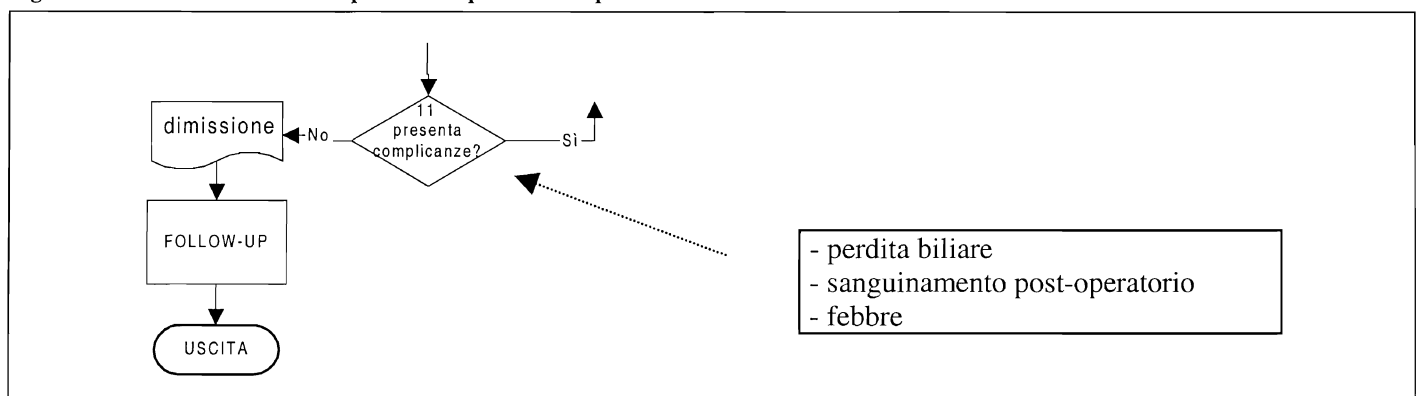 11
presenta
complicanze?
dimissione
No
Sì
FOLLOW-UP
USCITA
- perdita biliare
- sanguinamento post-operatorio
- febbre